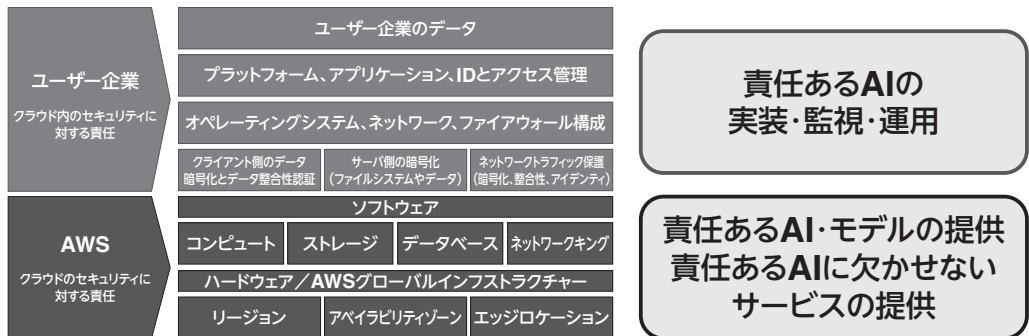 ユーザー企業
クラウド内のセキュリティに
対する責任
ユーザー企業のデータ
プラットフォーム、アプリケーション、IDとアクセス管理
オペレーティングシステム、ネットワーク、ファイアウォール構成
クライアント側のデータ
暗号化とデータ整合性認証
サーバ側の暗号化
(ファイルシステムやデータ)
ネットワークトラフィック保護
(暗号化、整合性、アイデンティ)
責任あるAIの
実装・監視・運用
AWS
クラウドのセキュリティに
対する責任
ソフトウェア
コンピュート
ストレージ
データベース
ネットワーキング
ハードウェア／AWSグローバルインフストラクチャー
リージョン
アベイラビリティゾーン
エッジロケーション
責任あるAI・モデルの提供
責任あるAIに欠かせない
サービスの提供